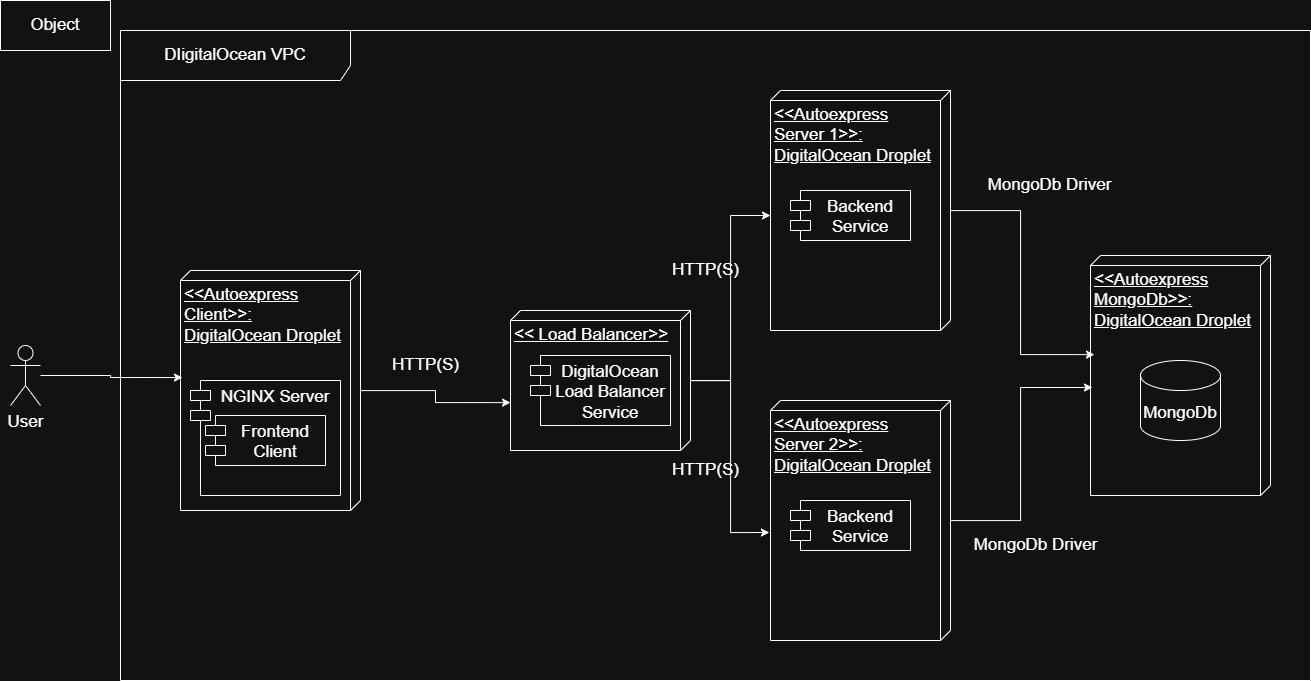 Object
DIigitalOcean VPC
<<Autoexpress
Server 1>>:
DigitalOcean Droplet
Backend
Service
MongoDb Driver
HTTP(S)
<<Autoexpress
Client>>:
DigitalOcean Droplet
NGINX Server
Frontend
Client
User
HTTP(S)
<< Load Balancer>>
DigitalOcean
Load Balancer
Service
<<Autoexpress
MongoDb>>:
DigitalOcean Droplet
MongoDb
HTTP(S)
<<Autoexpress
Server 2>>:
DigitalOcean Droplet
Backend
Service
MongoDb Driver